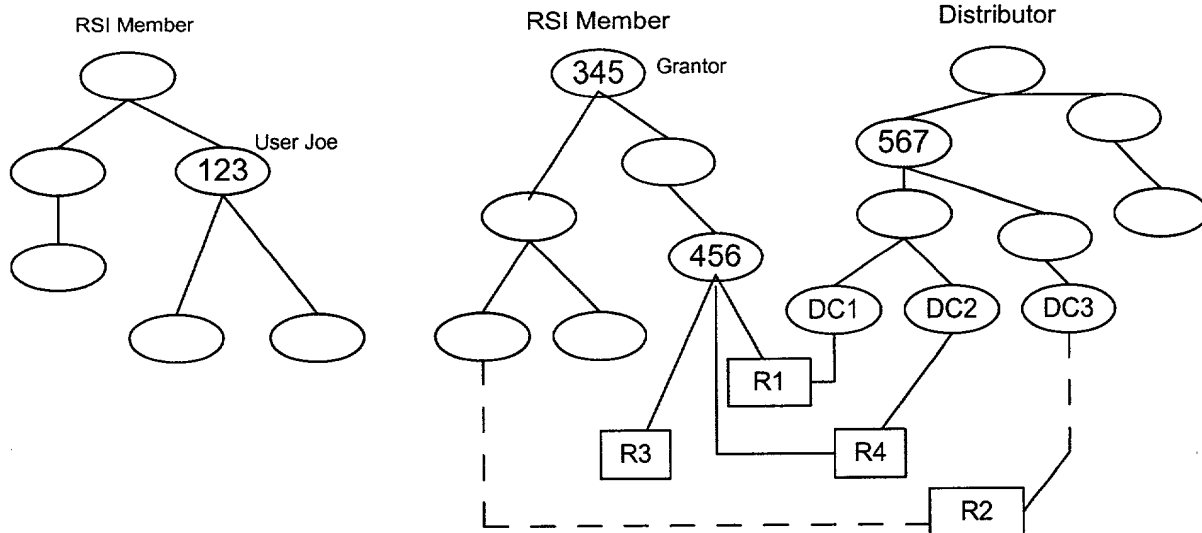 RSI Member
RSI Member
Distributor
345
Grantor
User Joe
123
567
456
DC1
DC2
DC3
R1
R3
R4
R2